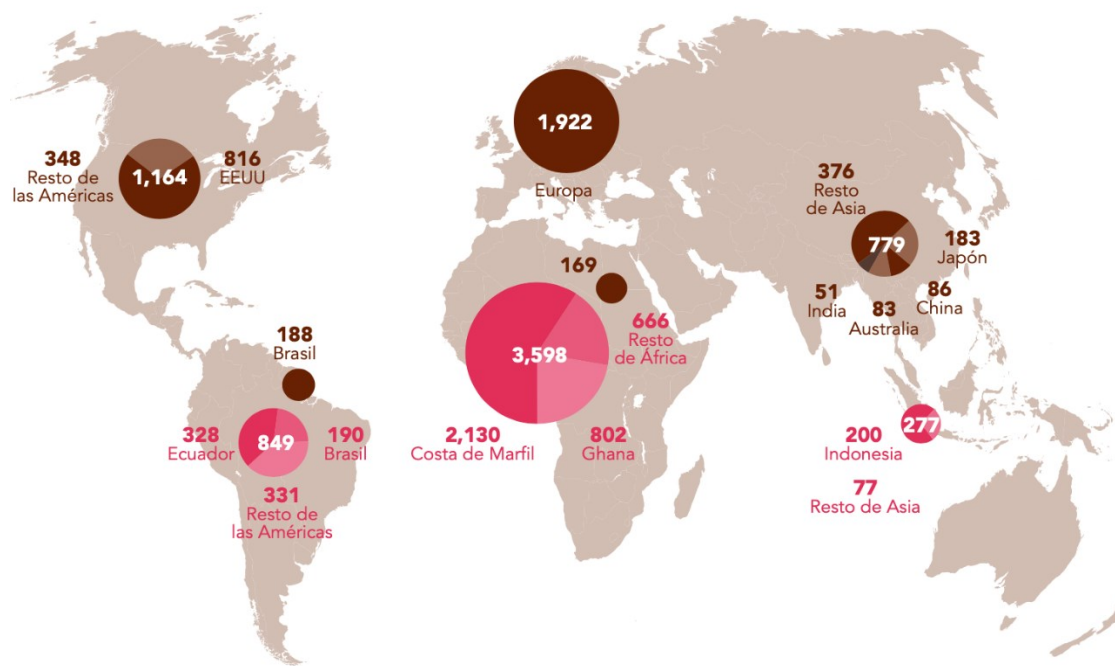 1,922
Europa
348
Resto de
las Américas
1,164
816
EEUU
376
Resto
de Asia
779
183
Japón
51
India
83
Australia
86
China
169
3,598
666
Resto
de África
2,130
Costa de Marfil
802
Ghana
188
Brasil
328
Ecuador
849
190
Brasil
331
Resto de
las Américas
277
200
Indonesia
77
Resto de Asia